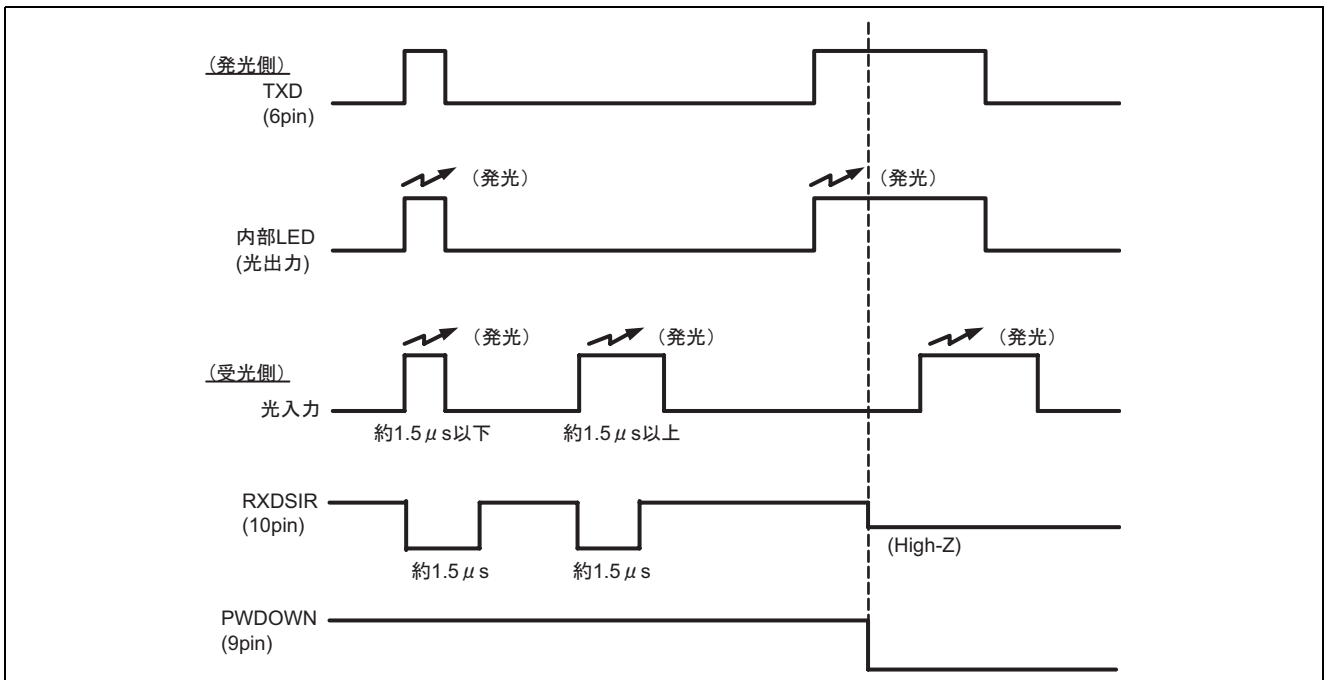 （発光側）
TXD
(6pin)
（発光）
（発光）
内部LED
(光出力)
（発光）
（発光）
（発光）
（受光側）
光入力
約1.5μs以下
約1.5μs以上
RXDSIR
(10pin)
(High-Z)
約1.5μs
約1.5μs
PWDOWN
(9pin)